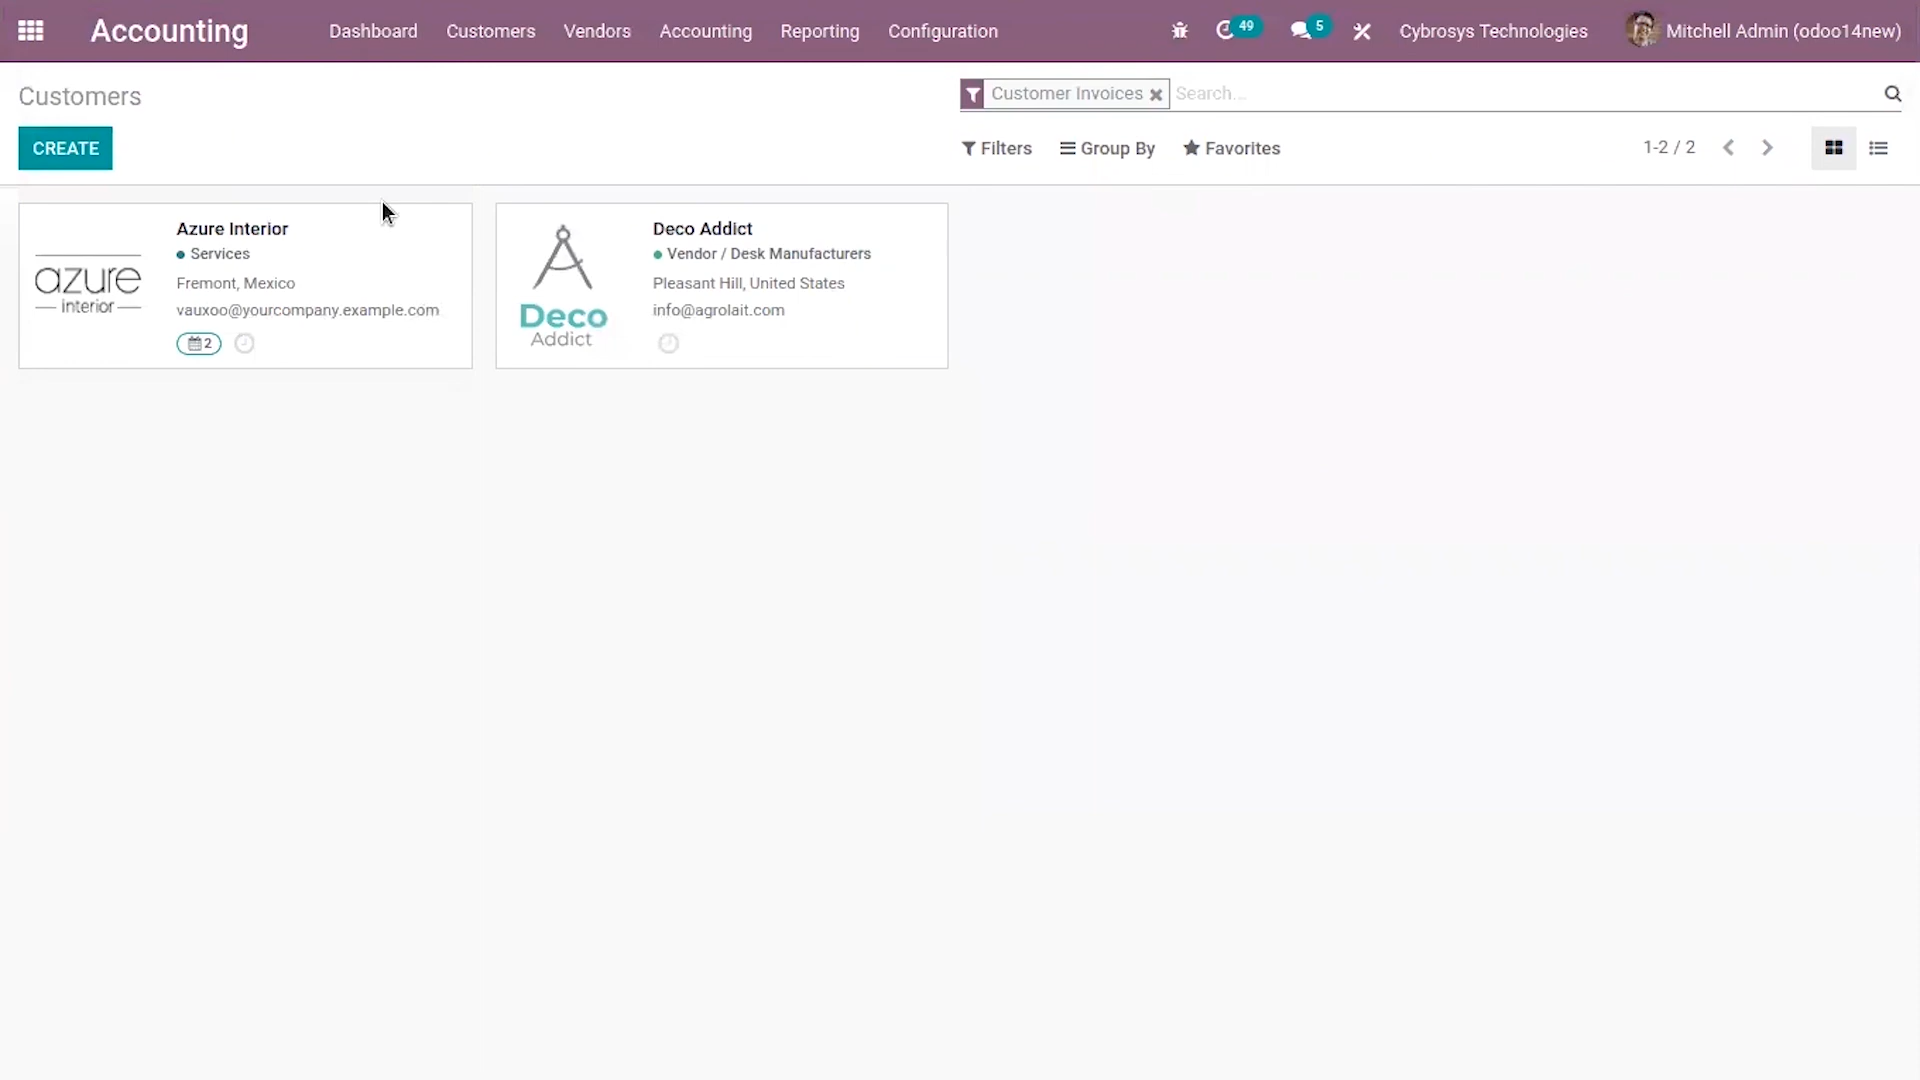 Accounting Dashboard Customers Vendors Accounting Reporting Configuration 49 5 Cybrosys Technologies Mitchell Admin (odoo14new)
Customers
Customer Invoices Search...
CREATE
Filters Group By Favorites 1-2 / 2
azure
interior
Azure Interior
Services
Fremont, Mexico
vauxoo@yourcompany.example.com
2
Deco
Addict
Deco Addict
Vendor / Desk Manufacturers
Pleasant Hill, United States
info@agrolait.com